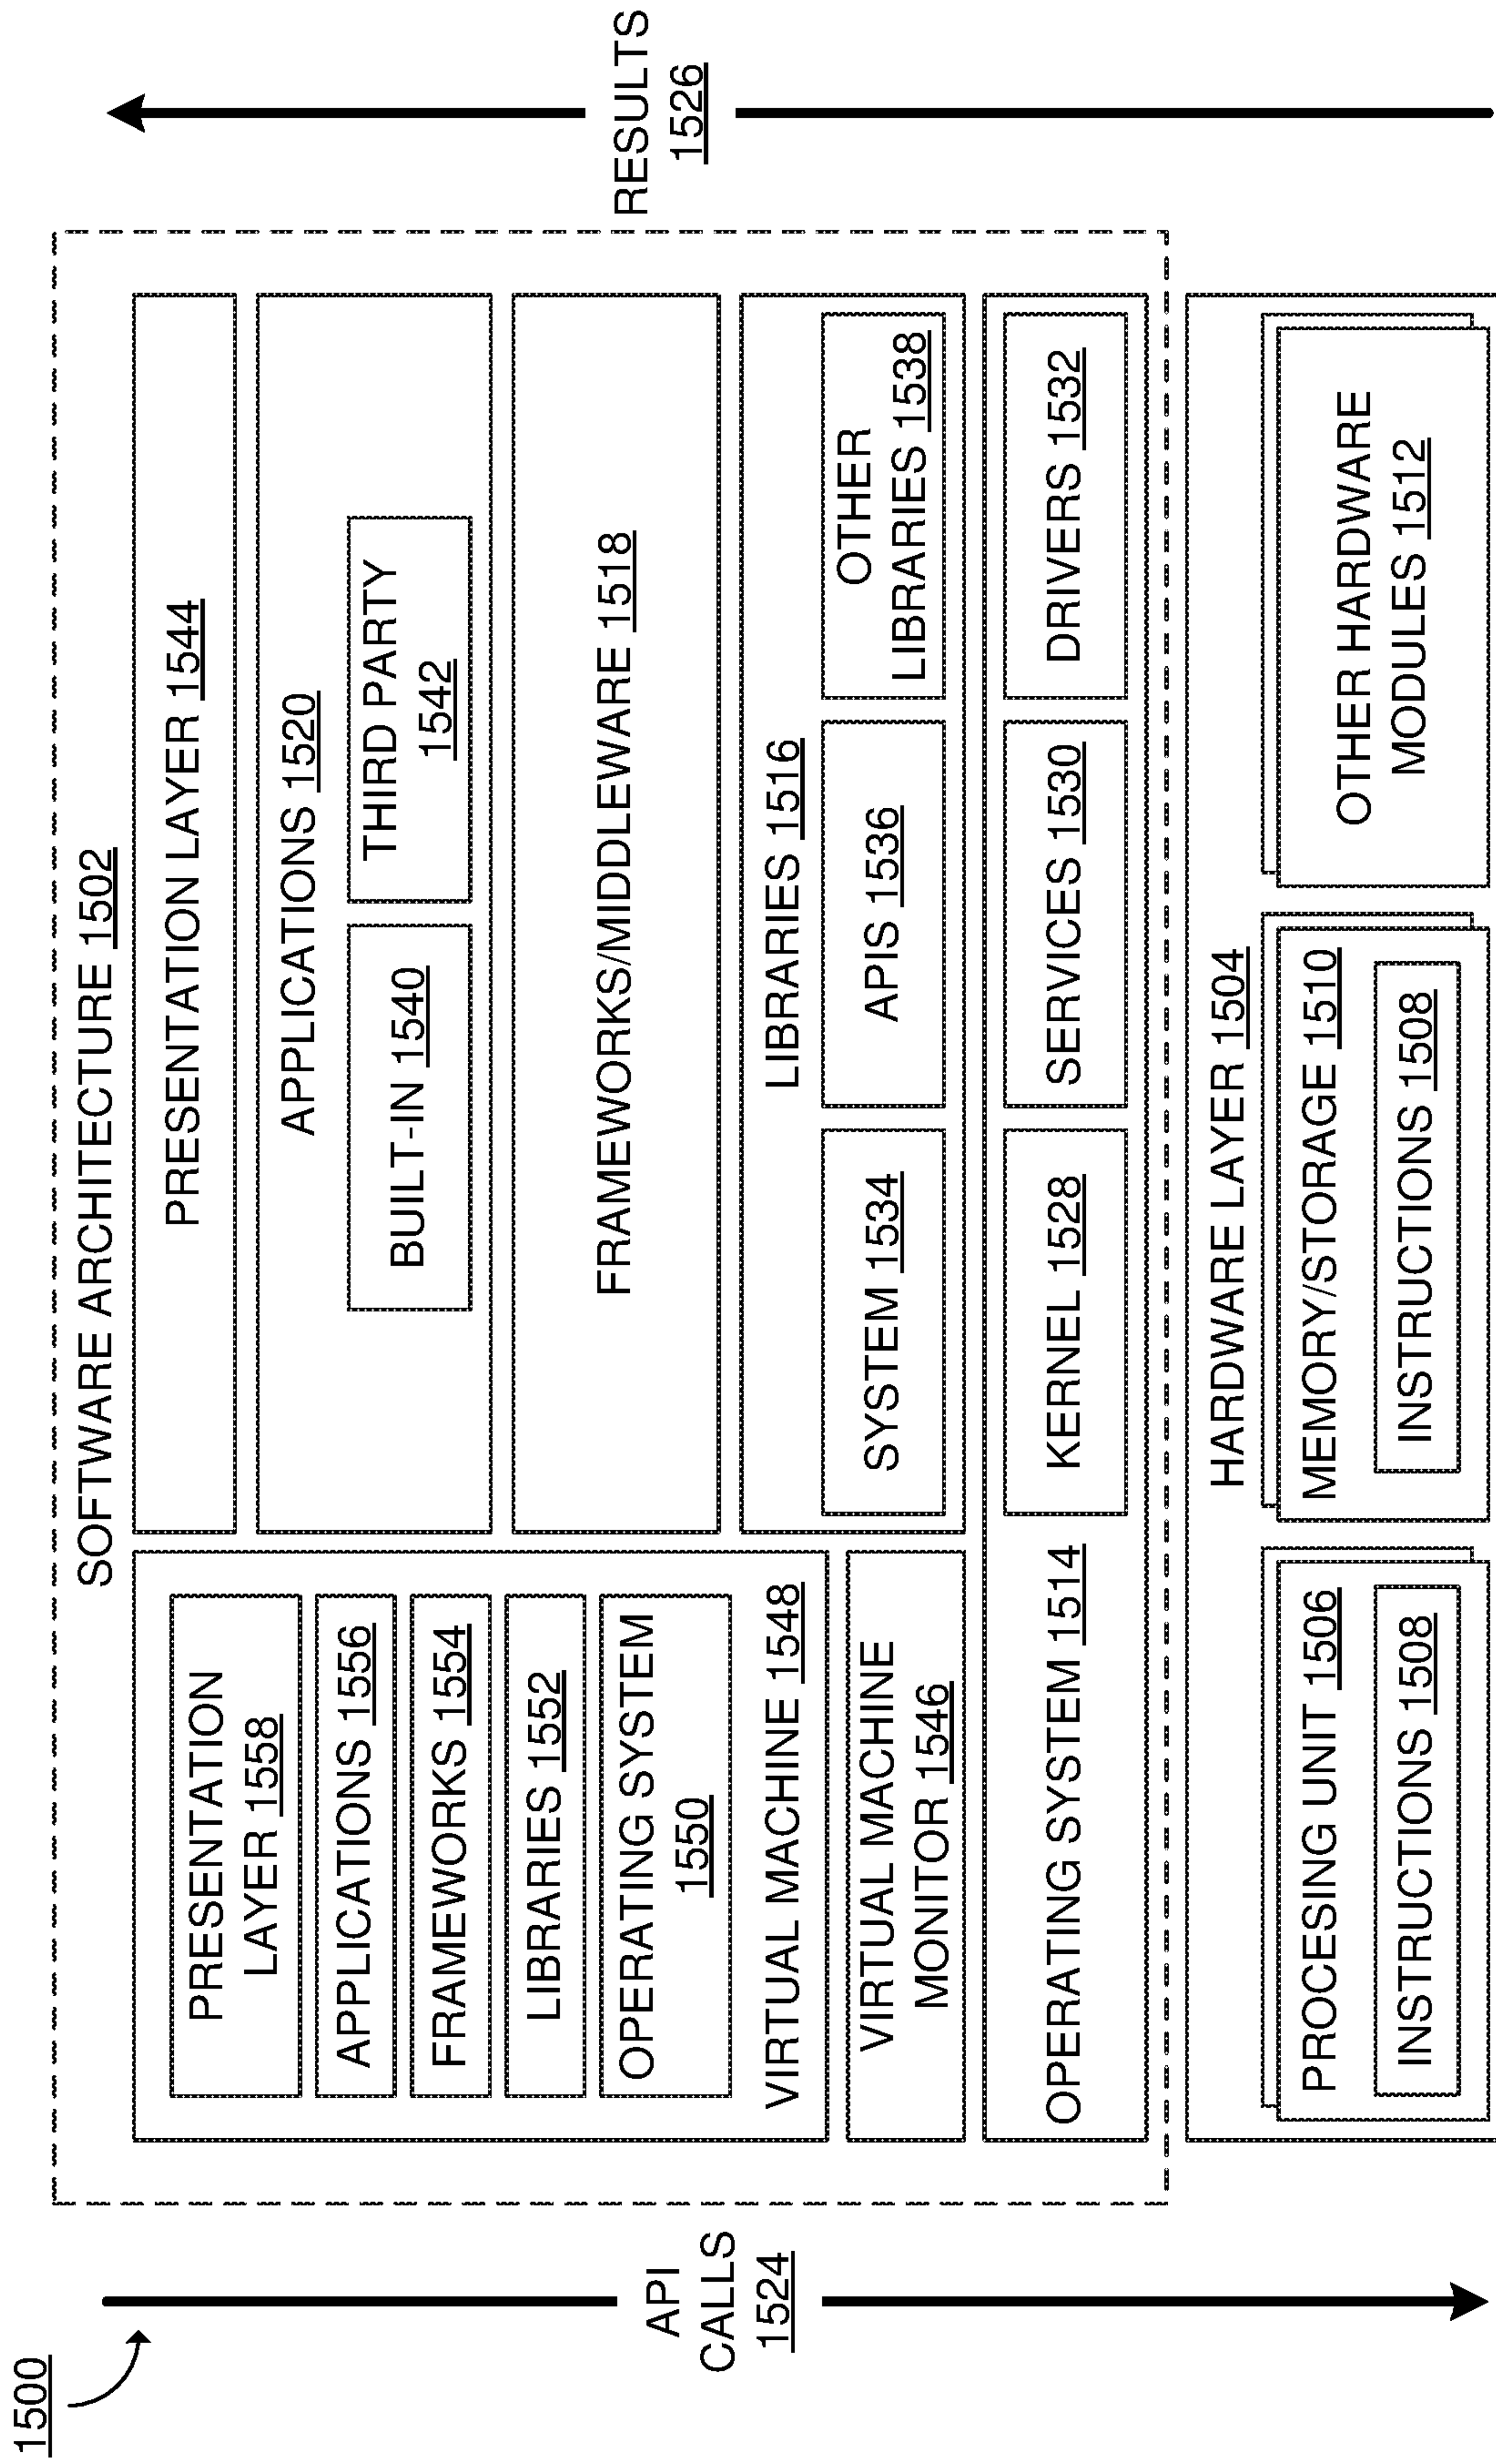 1500
SOFTWARE ARCHITECTURE 1502
PRESENTATION
LAYER 1558
APPLICATIONS 1556
FRAMEWORKS 1554
LIBRARIES 1552
OPERATING SYSTEM
1550
VIRTUAL MACHINE 1548
VIRTUAL MACHINE
MONITOR 1546
PRESENTATION LAYER 1544
APPLICATIONS 1520
BUILT-IN 1540
THIRD PARTY
1542
FRAMEWORKS/MIDDLEWARE 1518
LIBRARIES 1516
SYSTEM 1534
APIS 1536
OTHER
LIBRARIES 1538
OPERATING SYSTEM 1514
KERNEL 1528
SERVICES 1530
DRIVERS 1532
API
CALLS
1524
RESULTS
1526
HARDWARE LAYER 1504
PROCESSING UNIT 1506
INSTRUCTIONS 1508
MEMORY/STORAGE 1510
INSTRUCTIONS 1508
OTHER HARDWARE
MODULES 1512